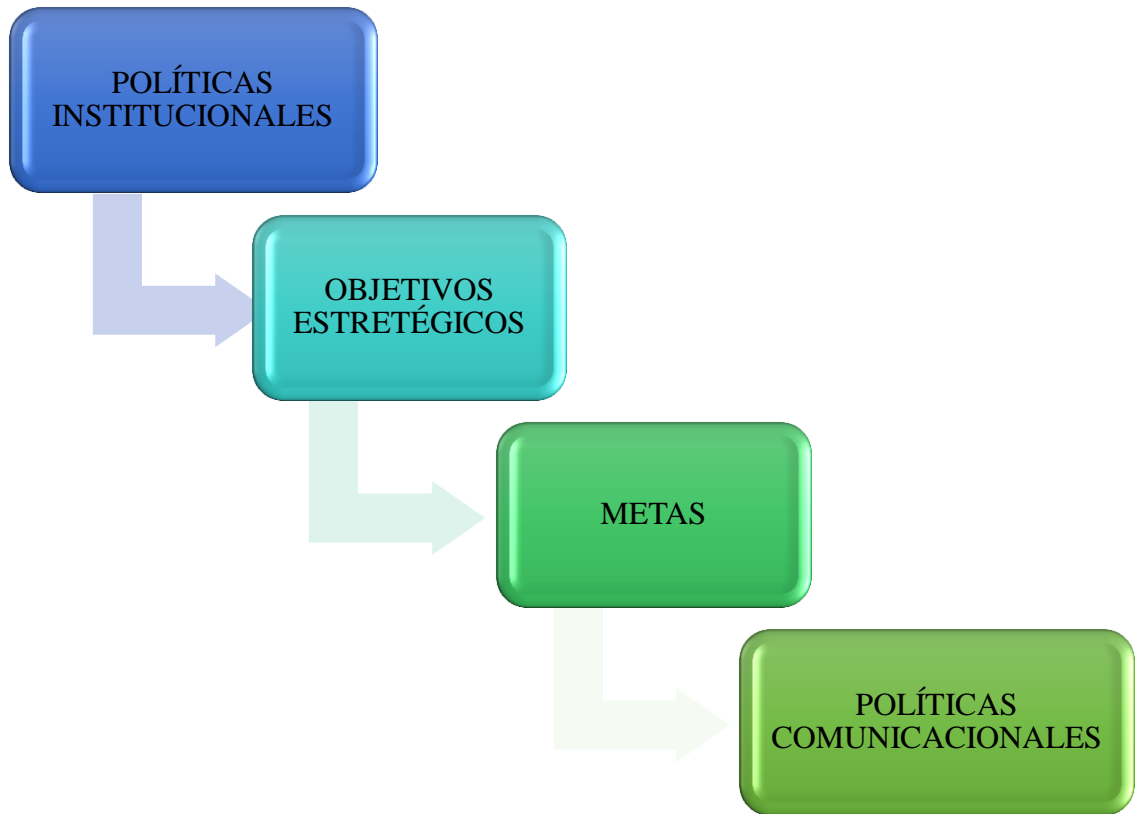 POLÍTICAS
INSTITUCIONALES
OBJETIVOS
ESTRETÉGICOS
METAS
POLÍTICAS
COMUNICACIONALES